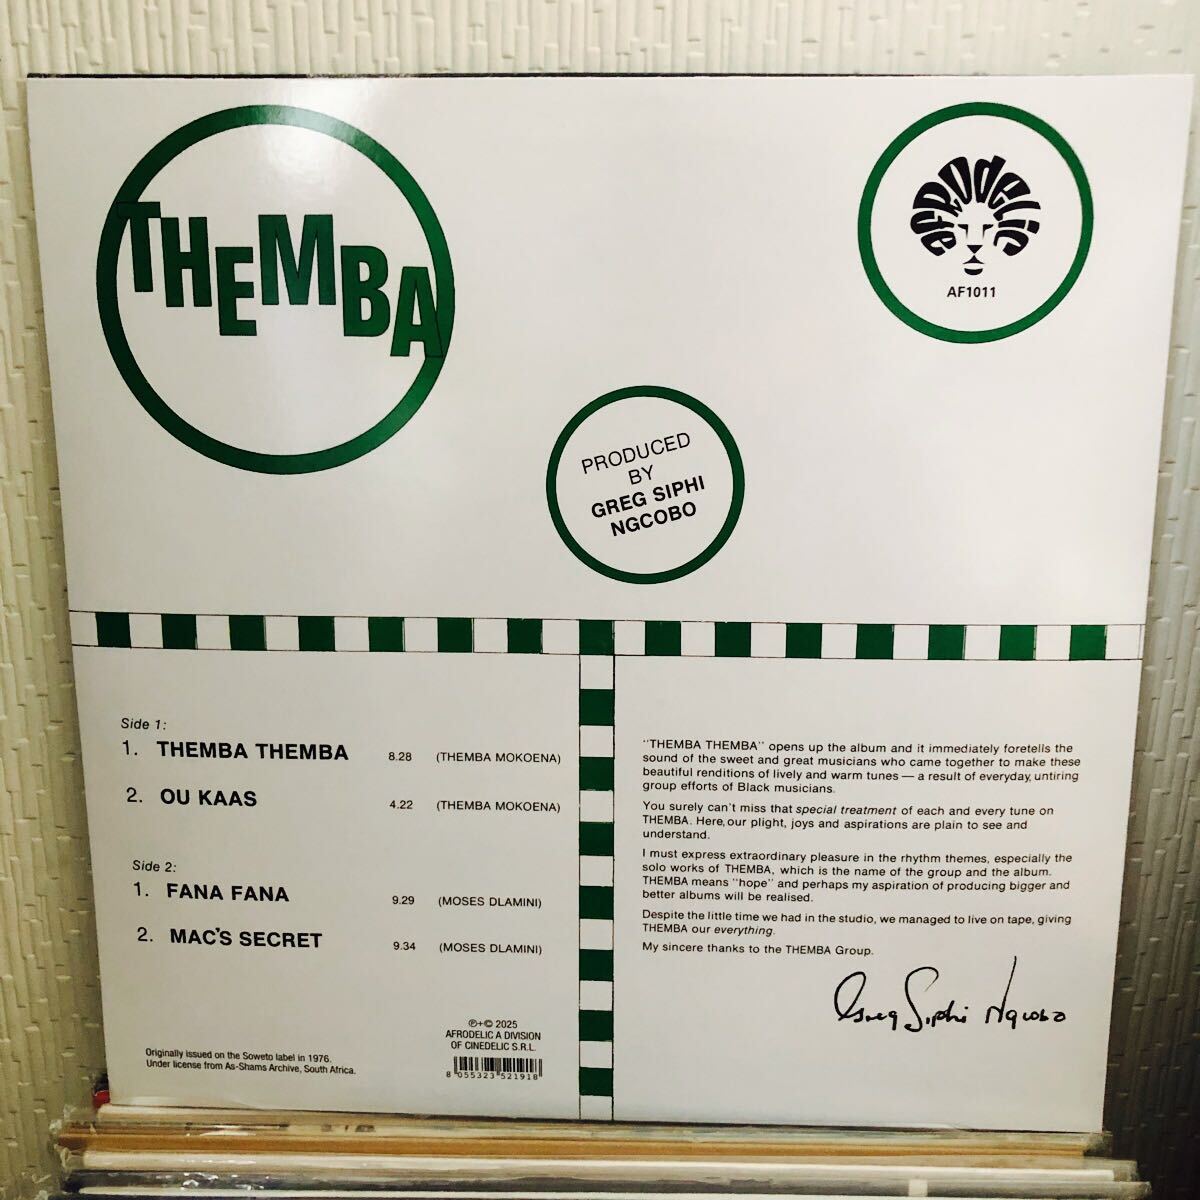 THEMBA
afrodelic
AF1011
PRODUCED
BY
GREG SIPHI
NGCOBO
Side 1:
1. THEMBA THEMBA 8.28 (THEMBA MOKOENA)
2. OU KAAS 4.22 (THEMBA MOKOENA)
Side 2:
1. FANA FANA 9.29 (MOSES DLAMINI)
2. MAC'S SECRET 9.34 (MOSES DLAMINI)
℗+© 2025
AFRODELIC A DIVISION
OF CINEDELIC S.R.L.
8 055323 521918
Originally issued on the Soweto label in 1976.
Under license from As-Shams Archive, South Africa.
"THEMBA THEMBA" opens up the album and it immediately foretells the
sound of the sweet and great musicians who came together to make these
beautiful renditions of lively and warm tunes — a result of everyday, untiring
group efforts of Black musicians.
You surely can't miss that special treatment of each and every tune on
THEMBA. Here, our plight, joys and aspirations are plain to see and
understand.
I must express extraordinary pleasure in the rhythm themes, especially the
solo works of THEMBA, which is the name of the group and the album.
THEMBA means "hope" and perhaps my aspiration of producing bigger and
better albums will be realised.
Despite the little time we had in the studio, we managed to live on tape, giving
THEMBA our everything.
My sincere thanks to the THEMBA Group.
Greg Siphi Ngcobo